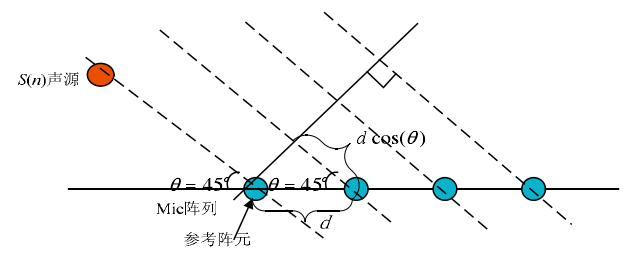 S(n)声源
d cos(θ)
θ = 45° θ = 45°
Mic阵列
d
参考阵元